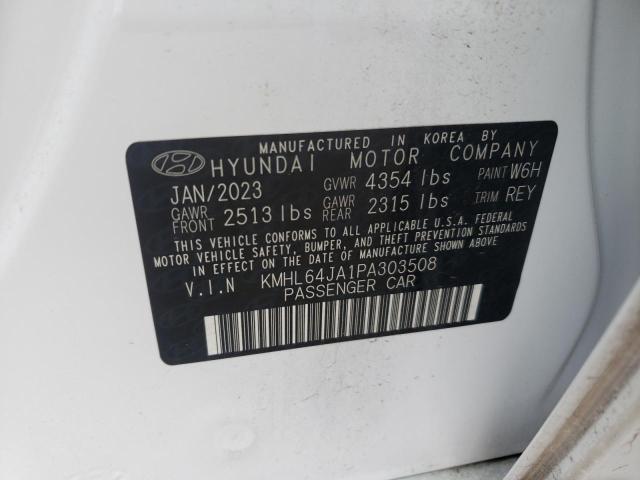 MANUFACTURED IN KOREA BY
HYUNDAI MOTOR COMPANY
JAN/2023 GVWR 4354 lbs PAINT W6H
GAWR FRONT 2513 lbs GAWR REAR 2315 lbs TRIM REY
THIS VEHICLE CONFORMS TO ALL APPLICABLE U.S.A. FEDERAL
MOTOR VEHICLE SAFETY, BUMPER, AND THEFT PREVENTION STANDARDS
IN EFFECT ON THE DATE OF MANUFACTURE SHOWN ABOVE.
V.I.N KMHL64JA1PA303508
PASSENGER CAR